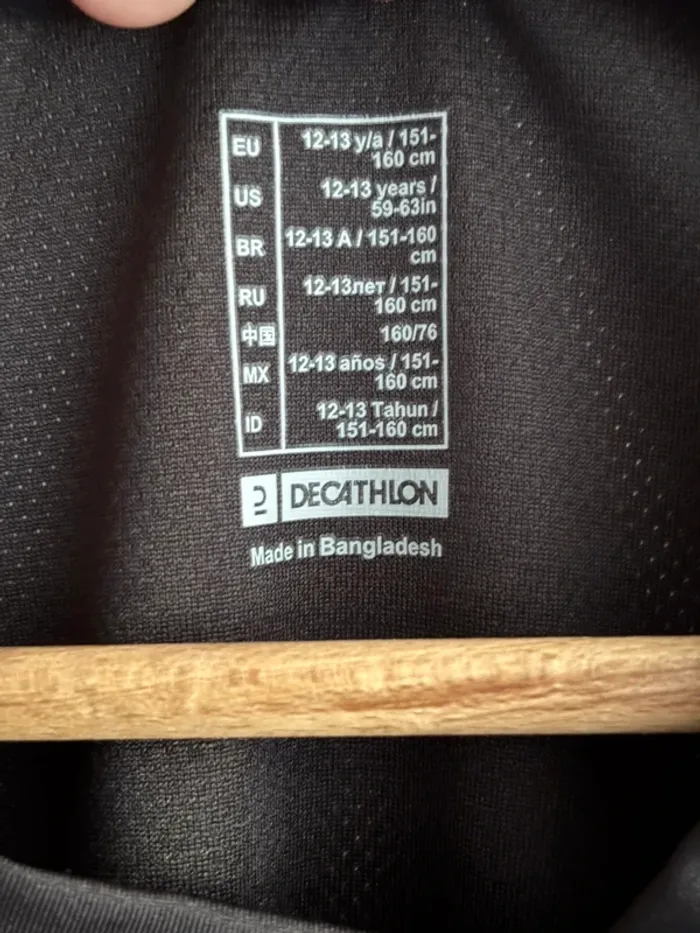 EU 12-13 y/a / 151-
160 cm
US 12-13 years /
59-63in
BR 12-13 A / 151-160
cm
RU 12-13лет / 151-
160 cm
中国 160/76
MX 12-13 años / 151-
160 cm
ID 12-13 Tahun /
151-160 cm
DECATHLON
Made in Bangladesh